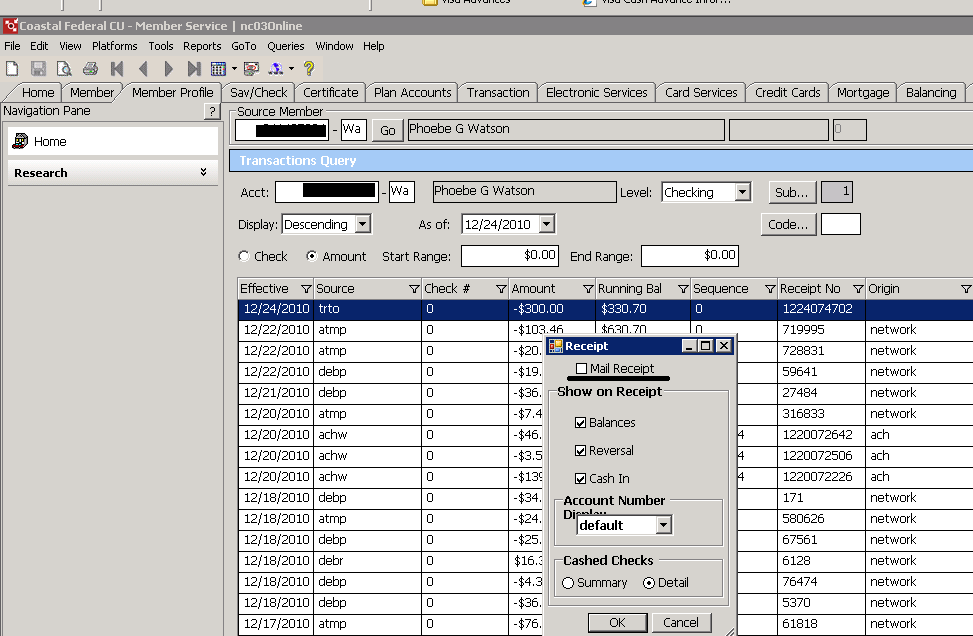 Visa Advances Visa Cash Advance Infor...
Coastal Federal CU - Member Service | nc03Online
File Edit View Platforms Tools Reports GoTo Queries Window Help
Home Member Member Profile Sav/Check Certificate Plan Accounts Transaction Electronic Services Card Services Credit Cards Mortgage Balancing
Navigation Pane ?
Home
Research
Source Member
- Wa Go Phoebe G Watson 0
Transactions Query
Acct: - Wa Phoebe G Watson Level: Checking Sub... 1
Display: Descending As of: 12/24/2010 Code...
Check Amount Start Range: $0.00 End Range: $0.00
Effective Source Check # Amount Running Bal Sequence Receipt No Origin
12/24/2010 trto 0 -$300.00 $330.70 0 1224074702
12/22/2010 atmp 0 -$103.46 $630.70 0 719995 network
12/22/2010 atmp 0 -$20. 728831 network
12/22/2010 debp 0 -$19. 59641 network
12/21/2010 debp 0 -$36. 27484 network
12/20/2010 atmp 0 -$7.4 316833 network
12/20/2010 achw 0 -$46. 4 1220072642 ach
12/20/2010 achw 0 -$3.5 4 1220072506 ach
12/20/2010 achw 0 -$139 4 1220072226 ach
12/18/2010 debp 0 -$34. 171 network
12/18/2010 atmp 0 -$24. 580626 network
12/18/2010 debp 0 -$25. 67561 network
12/18/2010 debr 0 $16.3 6128 network
12/18/2010 debp 0 -$4.3 76474 network
12/18/2010 debp 0 -$36. 5370 network
12/17/2010 atmp 0 -$76. 61818 network
Receipt
Mail Receipt
Show on Receipt
Balances
Reversal
Cash In
Account Number
Display
default
Cashed Checks
Summary Detail
OK Cancel